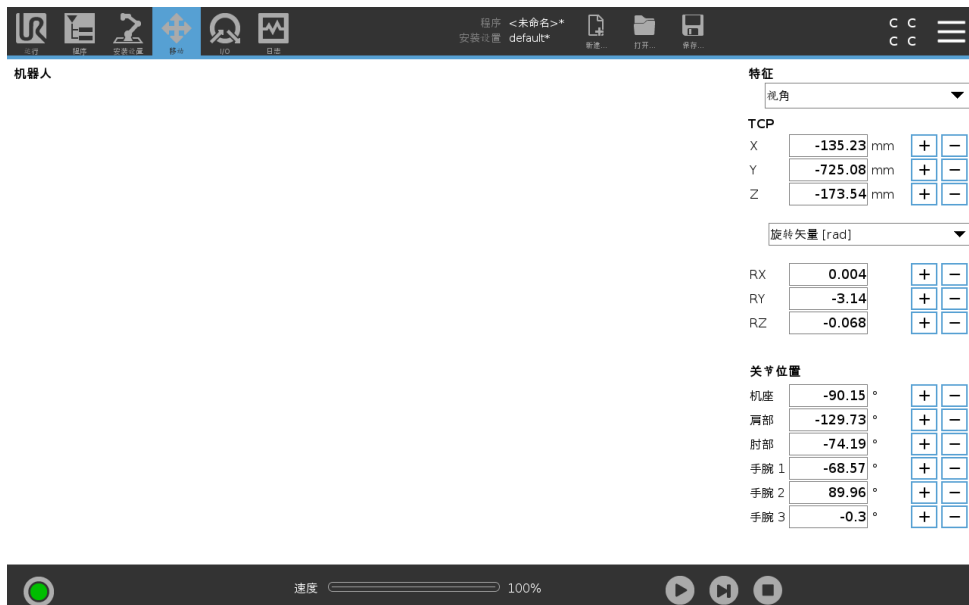 程序 <未命名>*
安装设置 default*
C C
C C
运行
程序
安装设置
移动
I/O
日志
新建...
打开...
保存...
机器人
特征
视角
TCP
X -135.23 mm + −
Y -725.08 mm + −
Z -173.54 mm + −
旋转矢量 [rad]
RX 0.004 + −
RY -3.14 + −
RZ -0.068 + −
关节位置
机座 -90.15 ° + −
肩部 -129.73 ° + −
肘部 -74.19 ° + −
手腕 1 -68.57 ° + −
手腕 2 89.96 ° + −
手腕 3 -0.3 ° + −
速度 100%